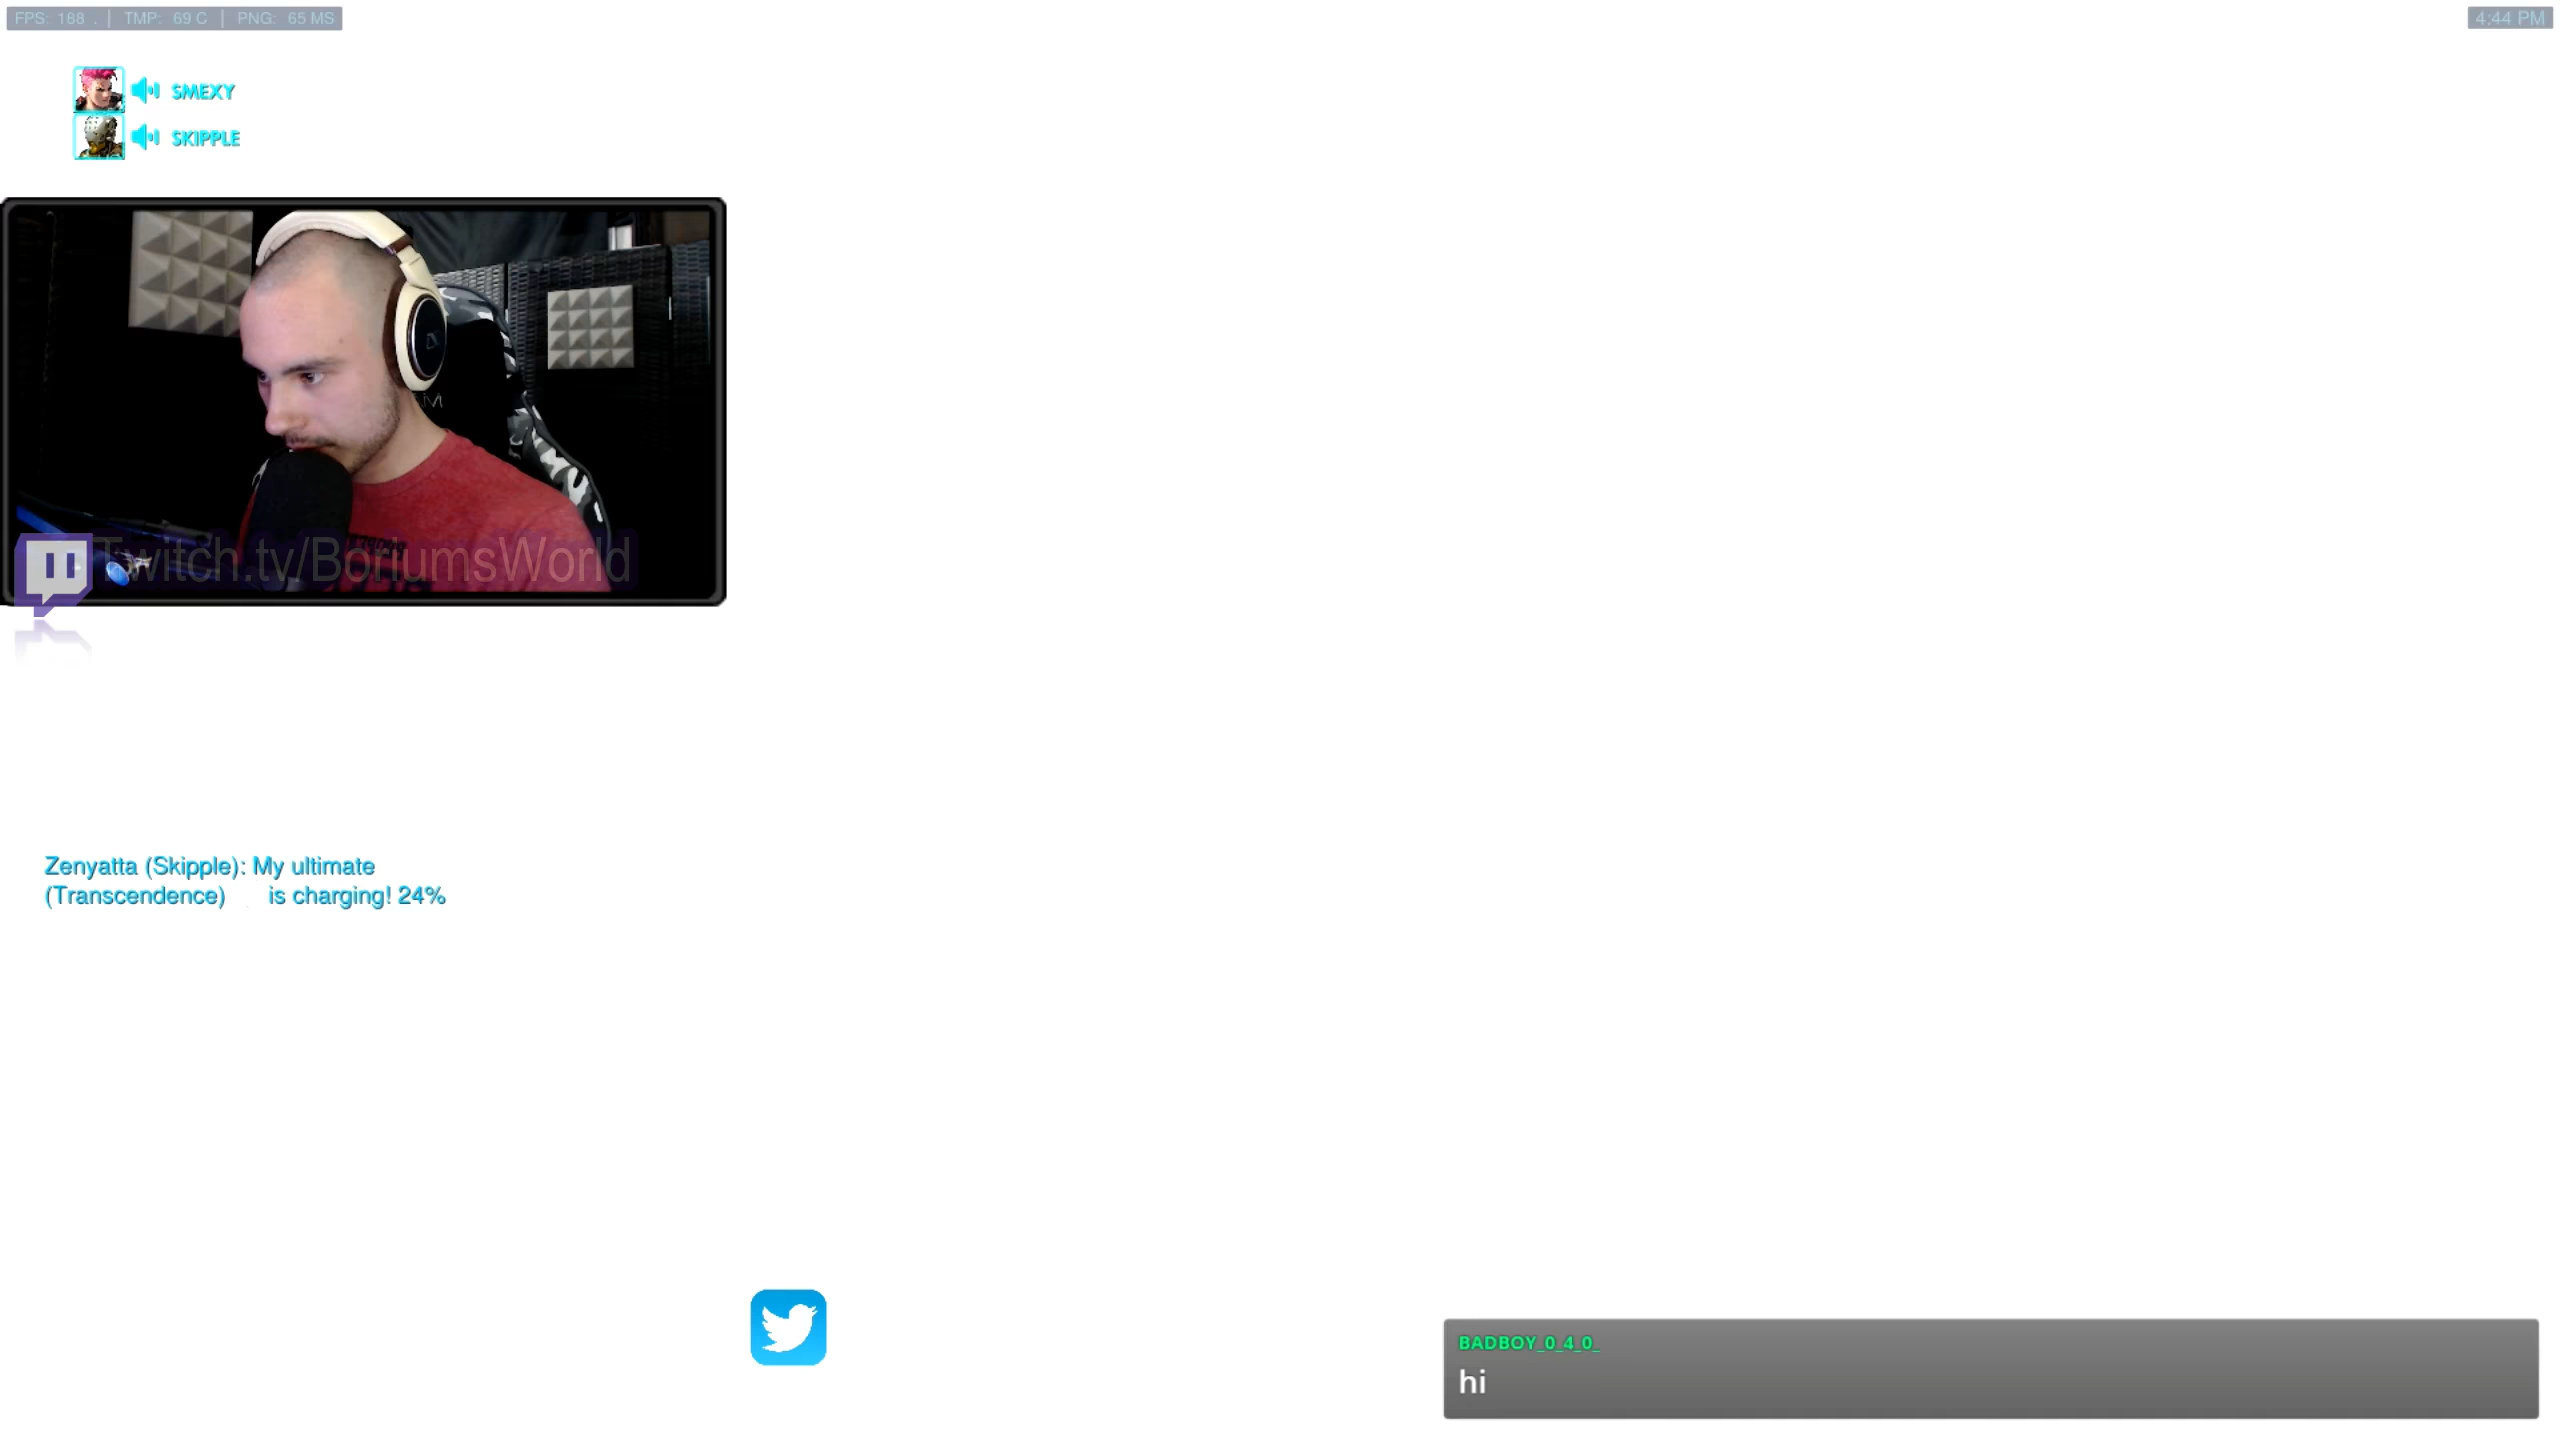 FPS: 168 . | TMP: 69 C | PNG: 65 MS
4:44 PM
SMEXY
SKIPPLE
Twitch.tv/BoriumsWorld
Zenyatta (Skipple): My ultimate
(Transcendence) is charging! 24%
BADBOY_0_4_0_
hi